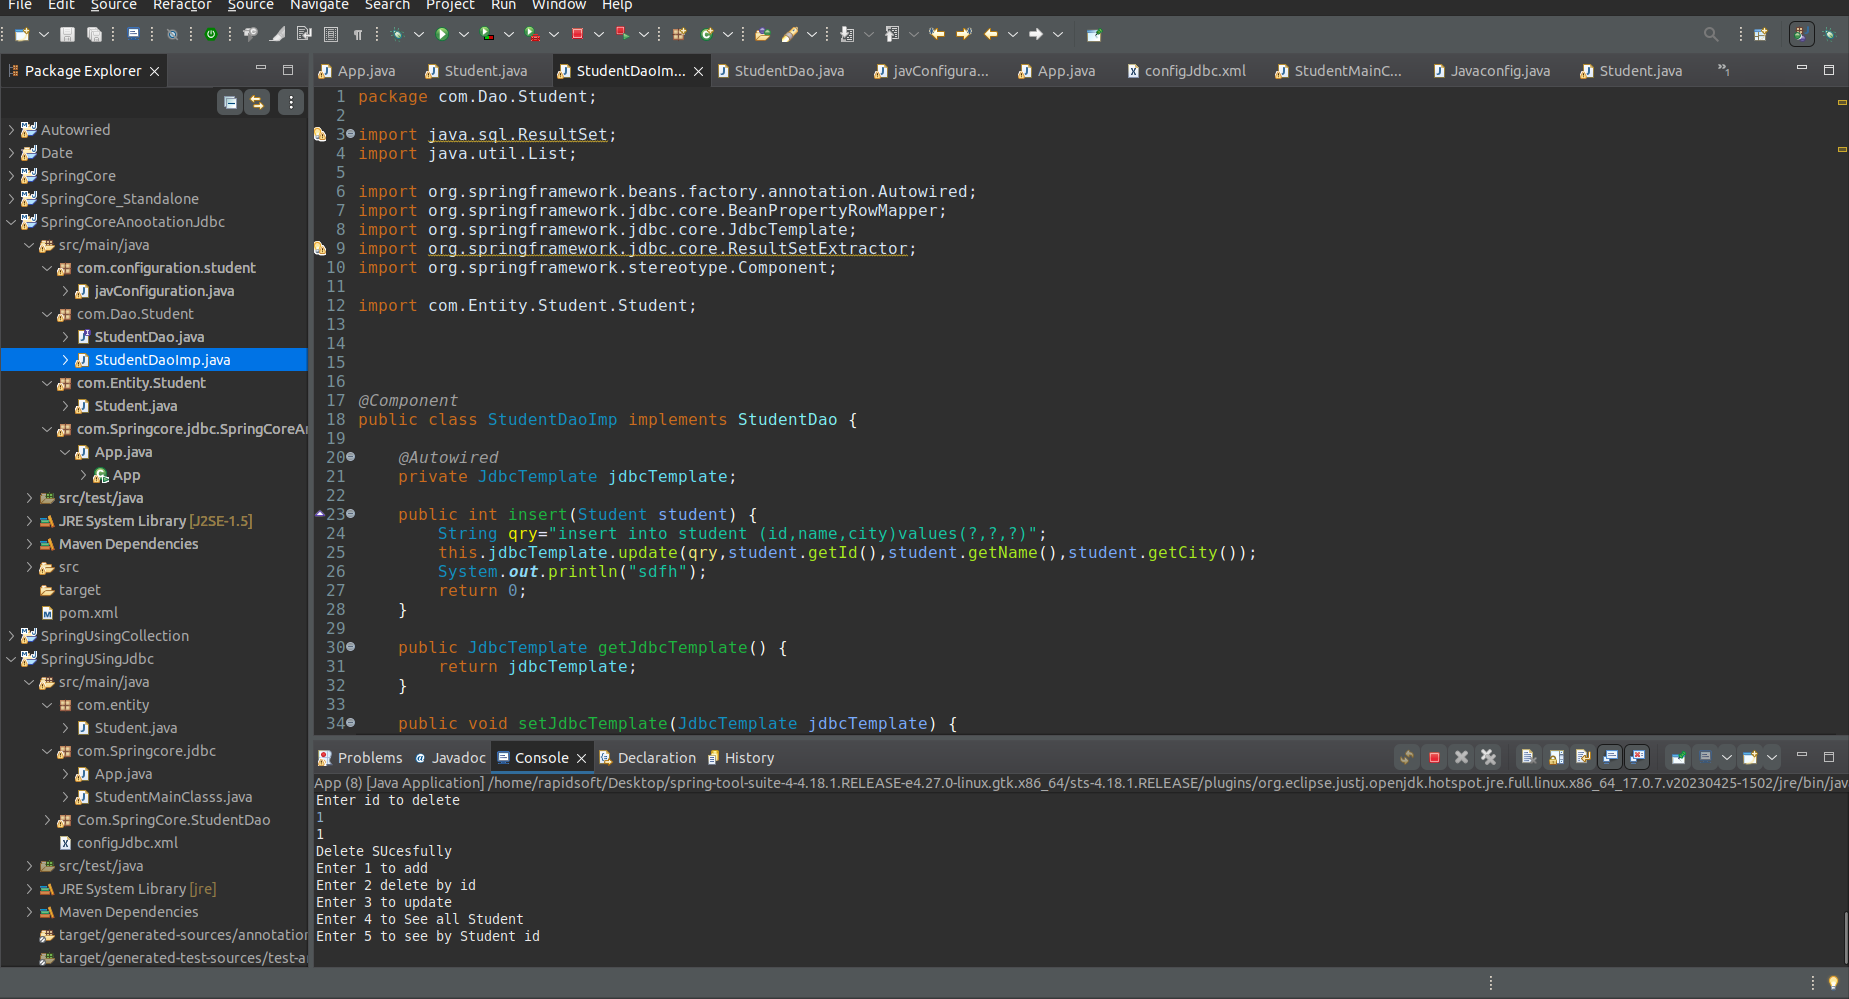 File Edit Source Refactor Source Navigate Search Project Run Window Help
Package Explorer
App.java
Student.java
StudentDaoIm...
StudentDao.java
javConfigura...
App.java
configJdbc.xml
StudentMainC...
Javaconfig.java
Student.java
»1
Autowried
Date
SpringCore
SpringCore_Standalone
SpringCoreAnootationJdbc
src/main/java
com.configuration.student
javConfiguration.java
com.Dao.Student
StudentDao.java
StudentDaoImp.java
com.Entity.Student
Student.java
com.Springcore.jdbc.SpringCoreAn
App.java
App
src/test/java
JRE System Library [J2SE-1.5]
Maven Dependencies
src
target
pom.xml
SpringUsingCollection
SpringUSingJdbc
src/main/java
com.entity
Student.java
com.Springcore.jdbc
App.java
StudentMainClasss.java
Com.SpringCore.StudentDao
configJdbc.xml
src/test/java
JRE System Library [jre]
Maven Dependencies
target/generated-sources/annotation
target/generated-test-sources/test-a
1 package com.Dao.Student;
2
3 import java.sql.ResultSet;
4 import java.util.List;
5
6 import org.springframework.beans.factory.annotation.Autowired;
7 import org.springframework.jdbc.core.BeanPropertyRowMapper;
8 import org.springframework.jdbc.core.JdbcTemplate;
9 import org.springframework.jdbc.core.ResultSetExtractor;
10 import org.springframework.stereotype.Component;
11
12 import com.Entity.Student.Student;
13
14
15
16
17 @Component
18 public class StudentDaoImp implements StudentDao {
19
20 @Autowired
21 private JdbcTemplate jdbcTemplate;
22
23 public int insert(Student student) {
24 String qry="insert into student (id,name,city)values(?,?,?)";
25 this.jdbcTemplate.update(qry,student.getId(),student.getName(),student.getCity());
26 System.out.println("sdfh");
27 return 0;
28 }
29
30 public JdbcTemplate getJdbcTemplate() {
31 return jdbcTemplate;
32 }
33
34 public void setJdbcTemplate(JdbcTemplate jdbcTemplate) {
Problems
Javadoc
Console
Declaration
History
App (8) [Java Application] /home/rapidsoft/Desktop/spring-tool-suite-4-4.18.1.RELEASE-e4.27.0-linux.gtk.x86_64/sts-4.18.1.RELEASE/plugins/org.eclipse.justj.openjdk.hotspot.jre.full.linux.x86_64_17.0.7.v20230425-1502/jre/bin/jav
Enter id to delete
1
1
Delete SUcesfully
Enter 1 to add
Enter 2 delete by id
Enter 3 to update
Enter 4 to See all Student
Enter 5 to see by Student id